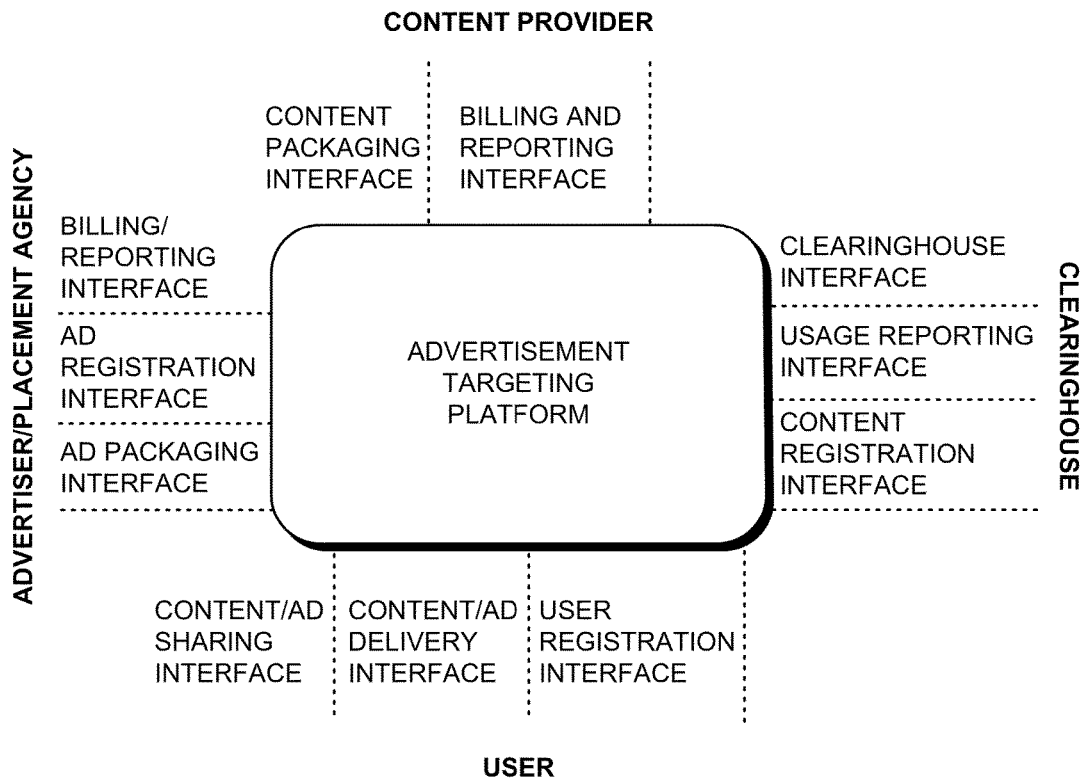 CONTENT PROVIDER
CONTENT
PACKAGING
INTERFACE
BILLING AND
REPORTING
INTERFACE
ADVERTISER/PLACEMENT AGENCY
BILLING/
REPORTING
INTERFACE
AD
REGISTRATION
INTERFACE
AD PACKAGING
INTERFACE
ADVERTISEMENT
TARGETING
PLATFORM
CLEARINGHOUSE
INTERFACE
USAGE REPORTING
INTERFACE
CONTENT
REGISTRATION
INTERFACE
CLEARINGHOUSE
CONTENT/AD
SHARING
INTERFACE
CONTENT/AD
DELIVERY
INTERFACE
USER
REGISTRATION
INTERFACE
USER